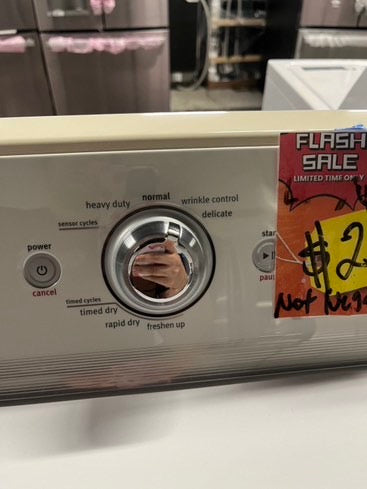 FLASH
SALE
LIMITED TIME ONLY
$2
Not
normal
heavy duty
wrinkle control
delicate
sensor cycles
power
cancel
timed cycles
timed dry
rapid dry
freshen up